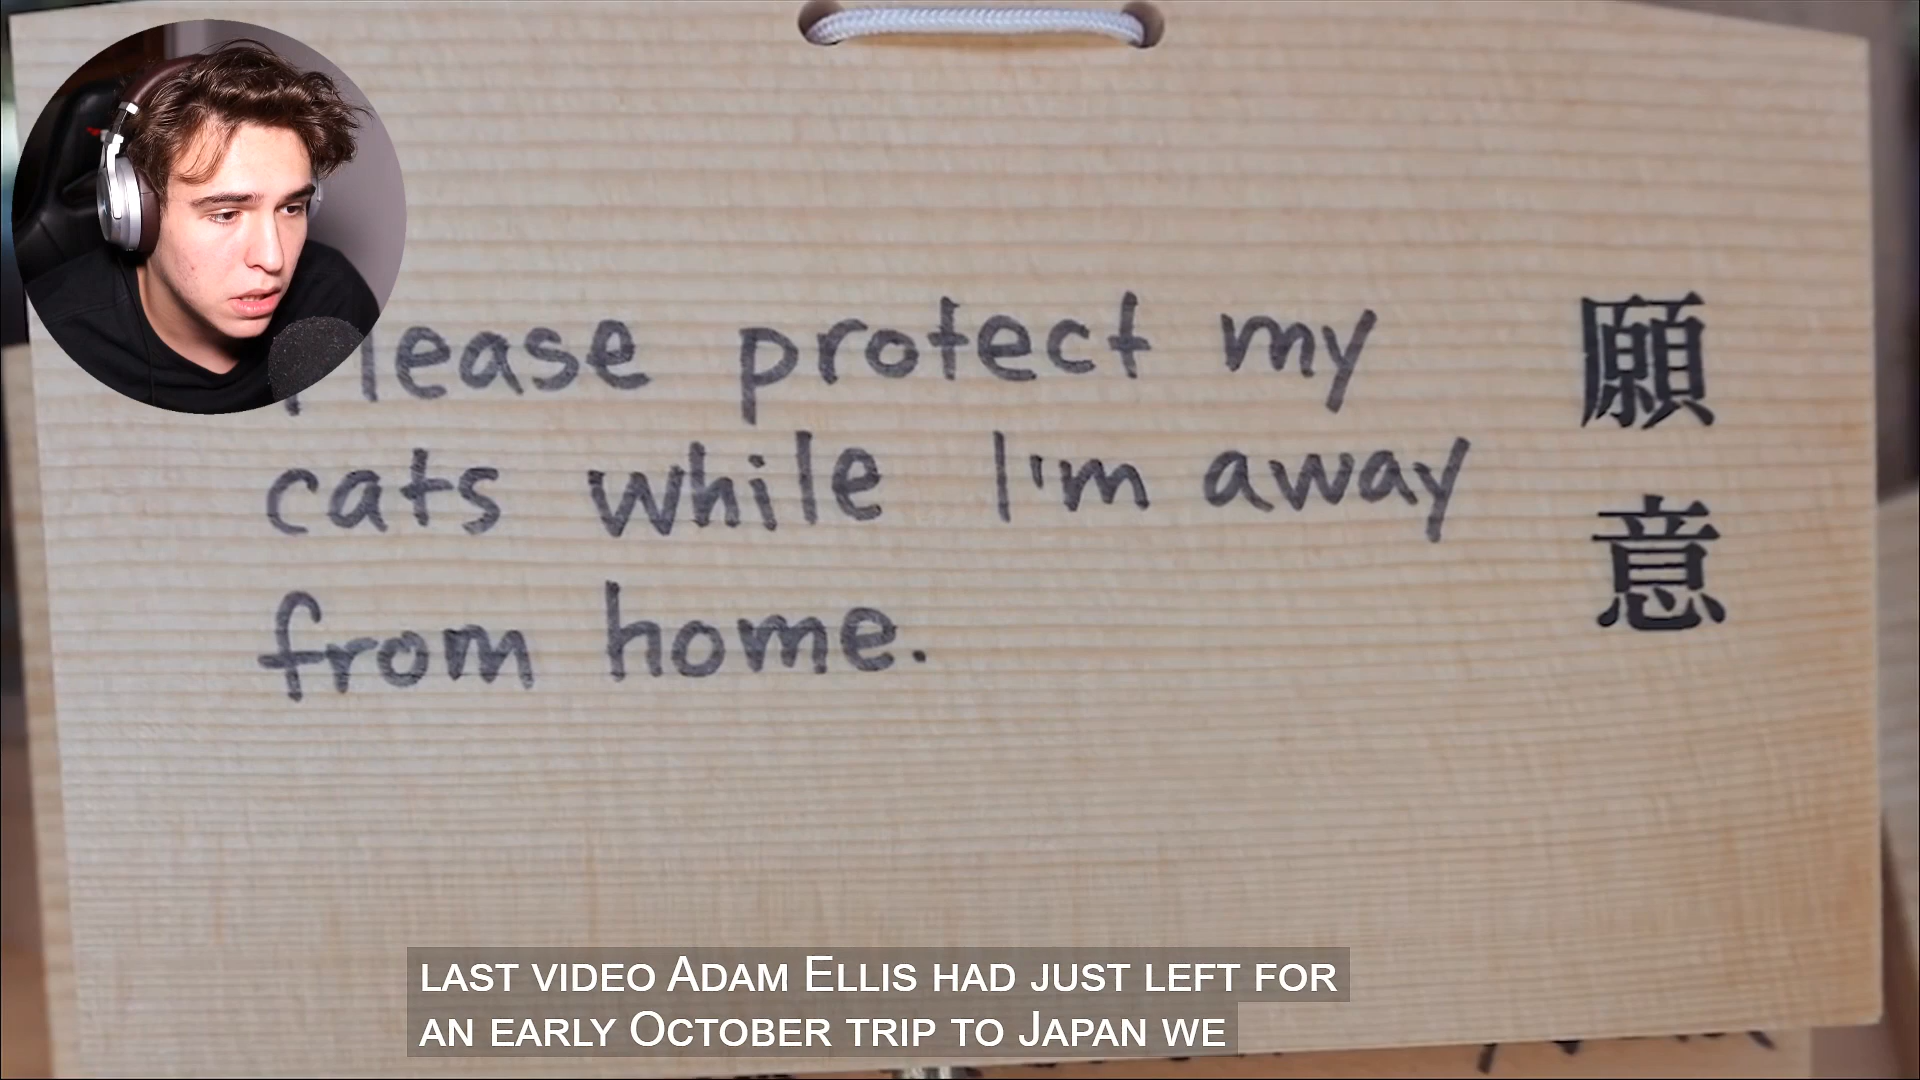 Please protect my
cats while I'm away
from home.
願意
LAST VIDEO ADAM ELLIS HAD JUST LEFT FOR
AN EARLY OCTOBER TRIP TO JAPAN WE